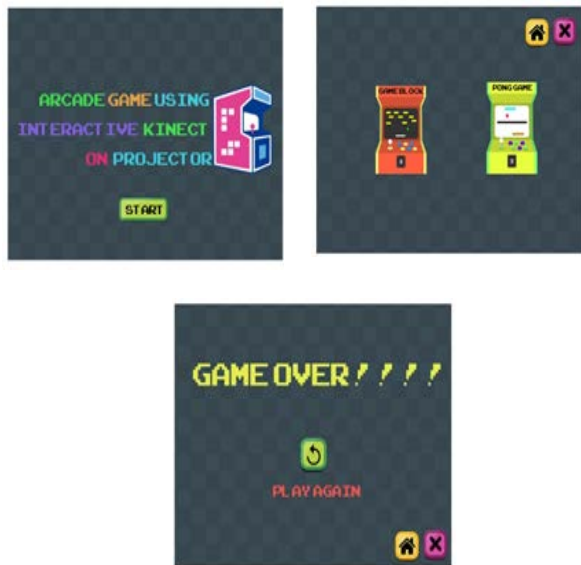 ARCADE GAME USING
INTERACTIVE KINECT
ON PROJECTOR
START
GAME BLOCK
PONG GAME
GAME OVER!!!!
PLAY AGAIN